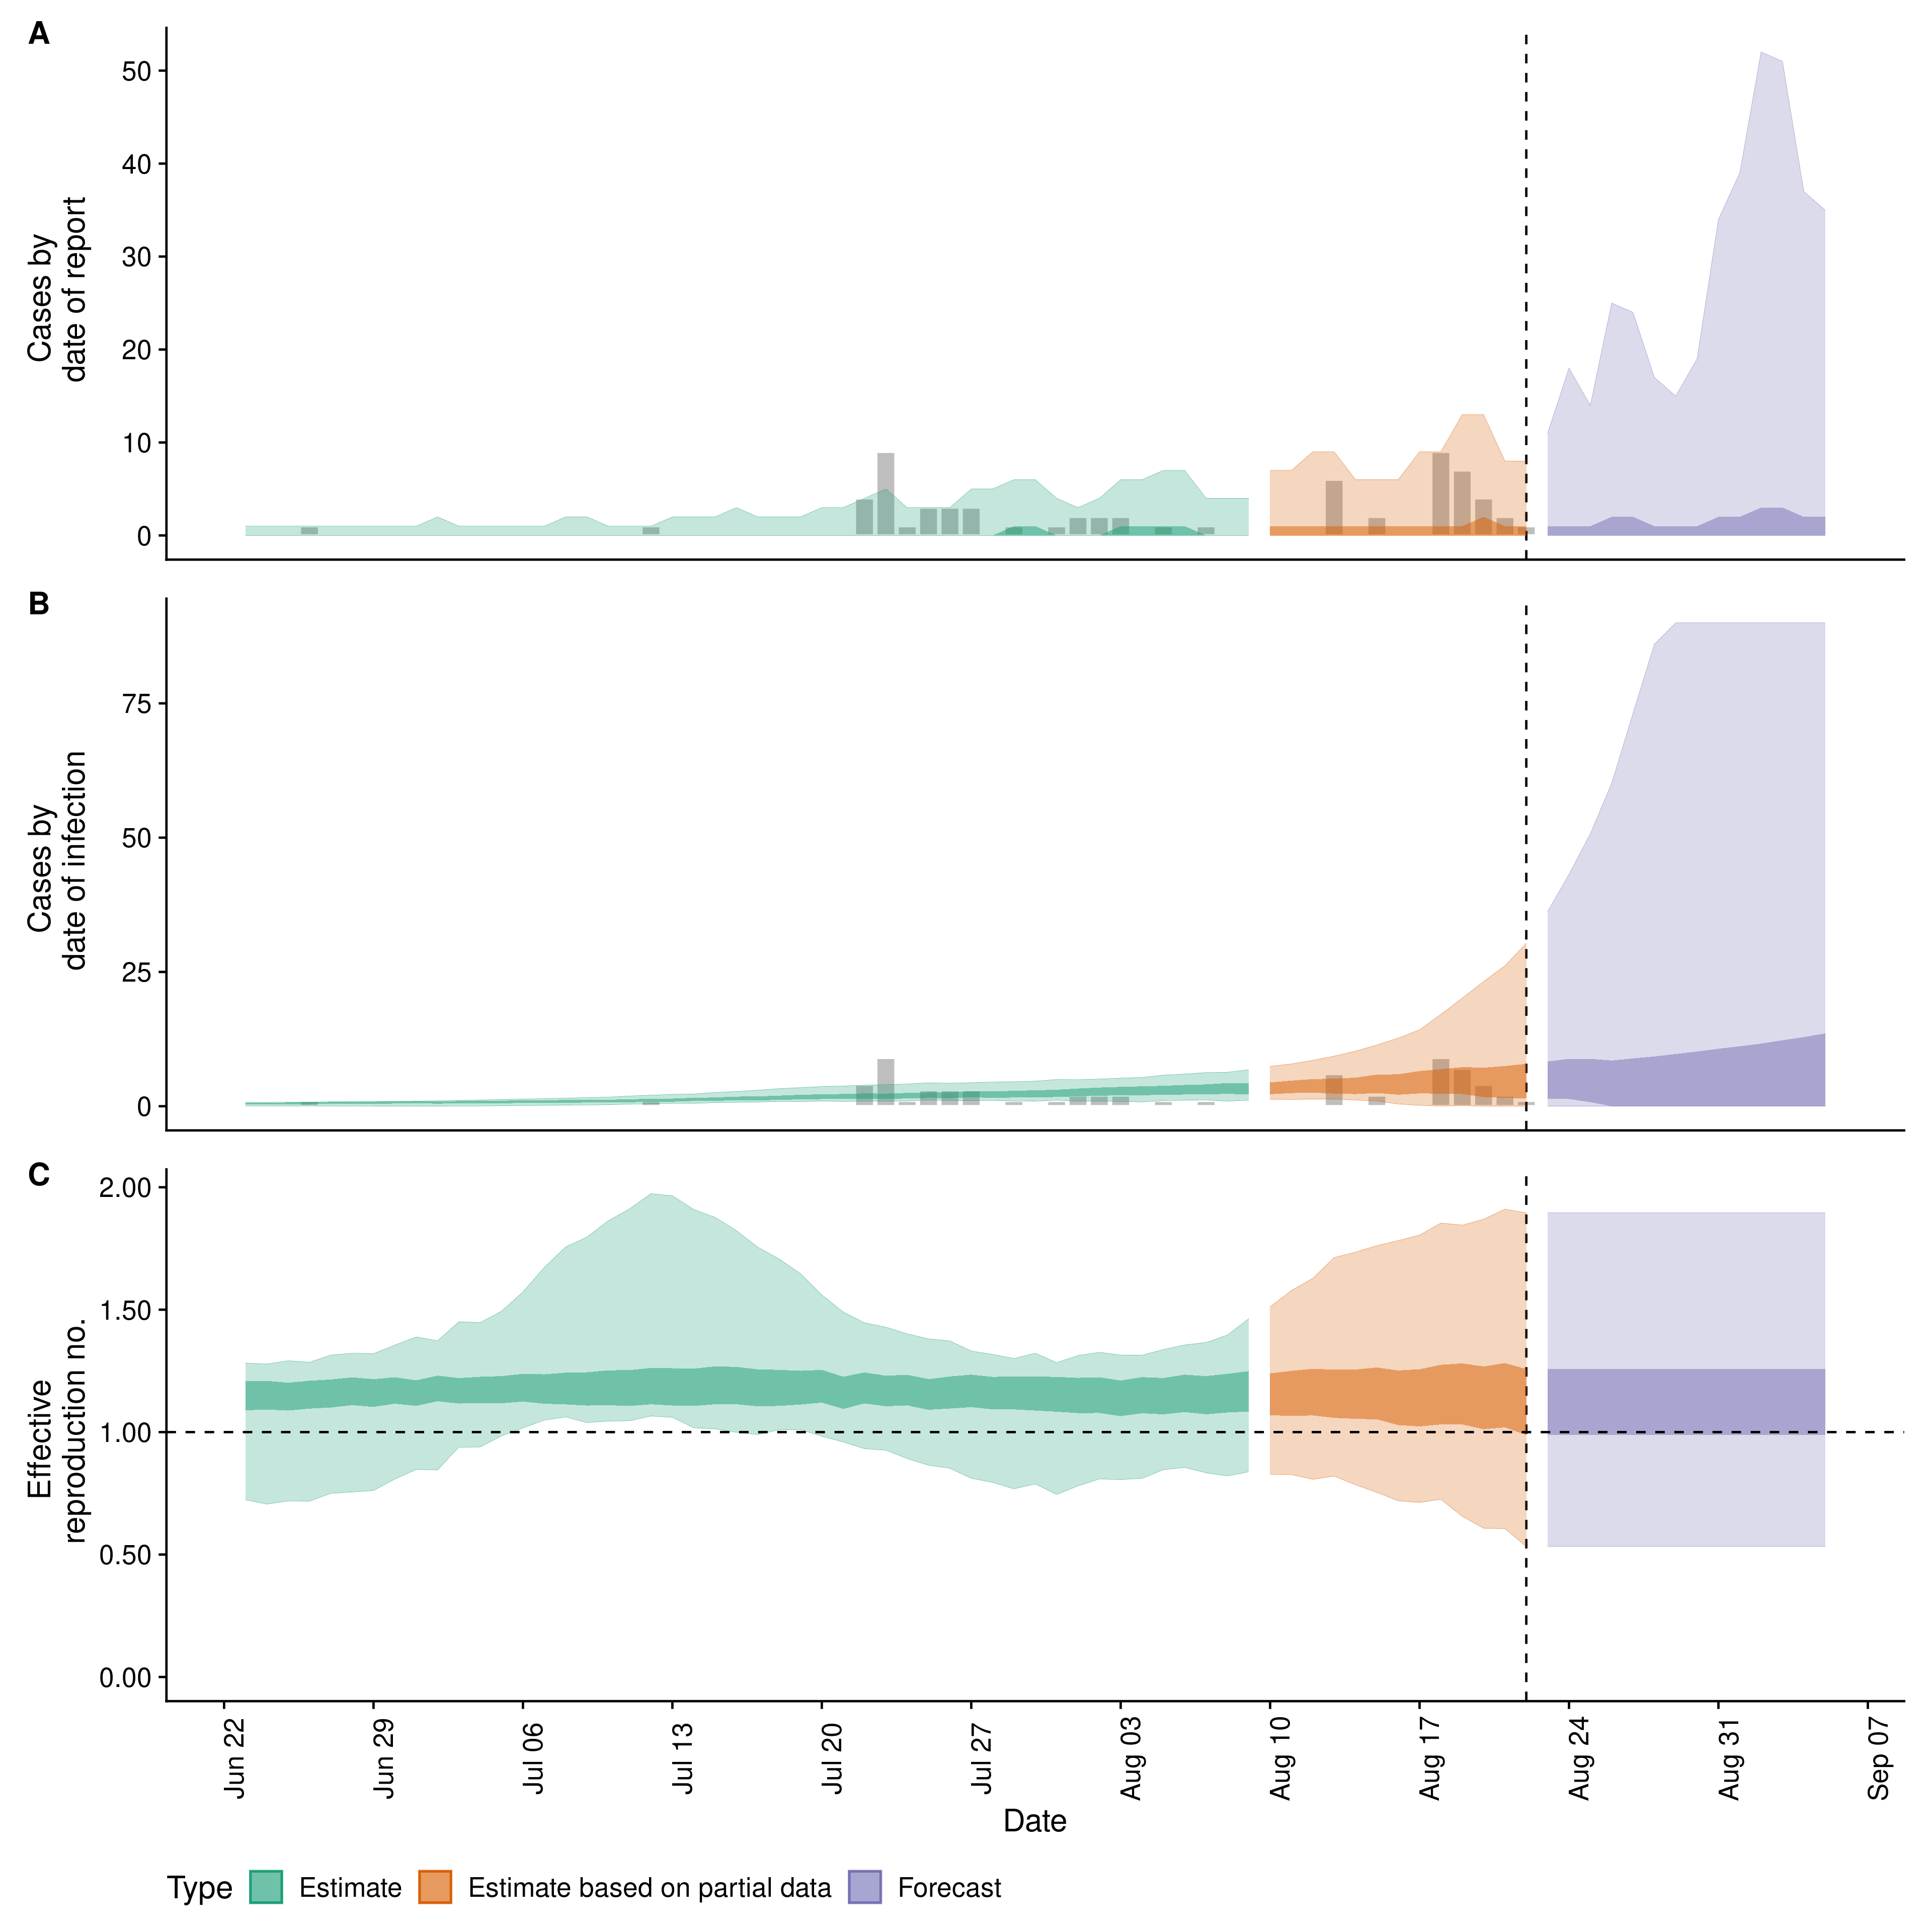 A
50
40
30
20
10
0
Cases by
date of report
B
75
50
25
0
Cases by
date of infection
C
2.00
1.50
1.00
0.50
0.00
Effective
reproduction no.
Jun 22
Jun 29
Jul 06
Jul 13
Jul 20
Jul 27
Aug 03
Aug 10
Aug 17
Aug 24
Aug 31
Sep 07
Date
Type Estimate Estimate based on partial data Forecast